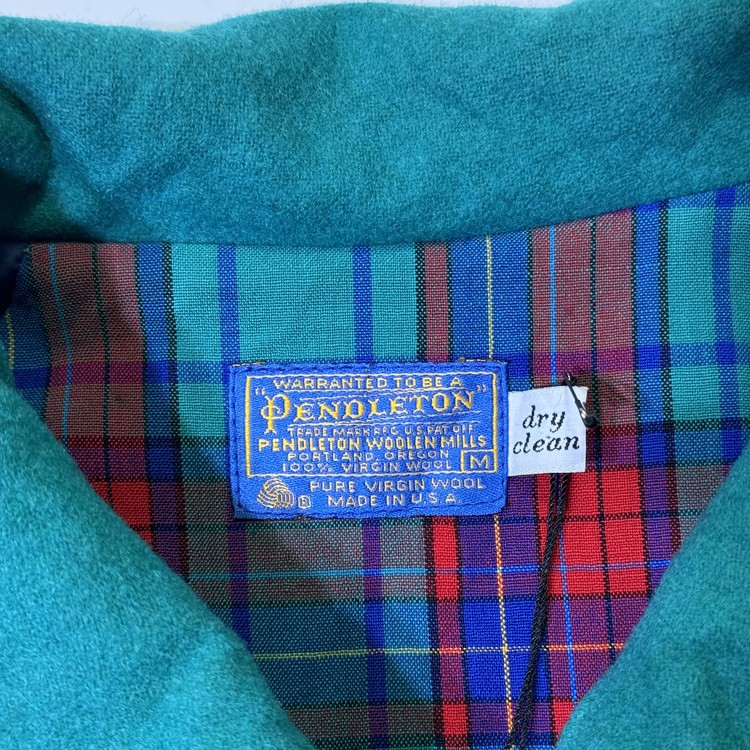 WARRANTED TO BE A
"PENDLETON"
TRADE MARK REG. U.S. PAT. OFF.
PENDLETON WOOLEN MILLS
PORTLAND, OREGON
100% VIRGIN WOOL M
PURE VIRGIN WOOL
® MADE IN U.S.A.
dry
clean